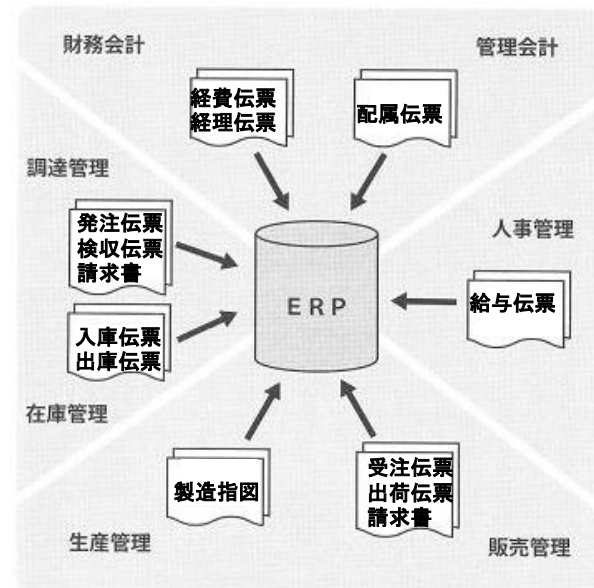 財務会計
管理会計
経費伝票
経理伝票
配属伝票
調達管理
人事管理
発注伝票
検収伝票
請求書
給与伝票
ERP
入庫伝票
出庫伝票
在庫管理
製造指図
受注伝票
出荷伝票
請求書
生産管理
販売管理